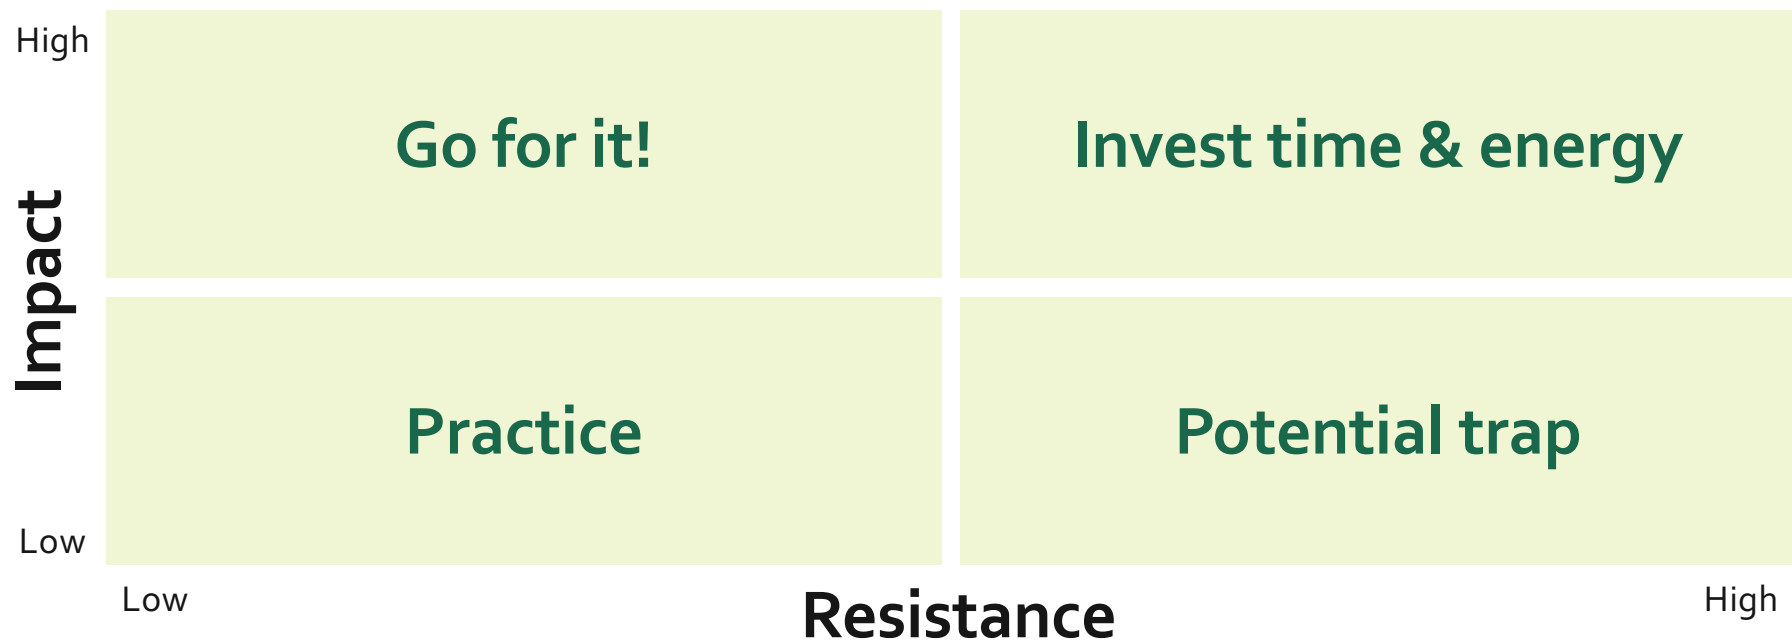 High
Go for it!
Invest time & energy
Impact
Practice
Potential trap
Low
Low
Resistance
High